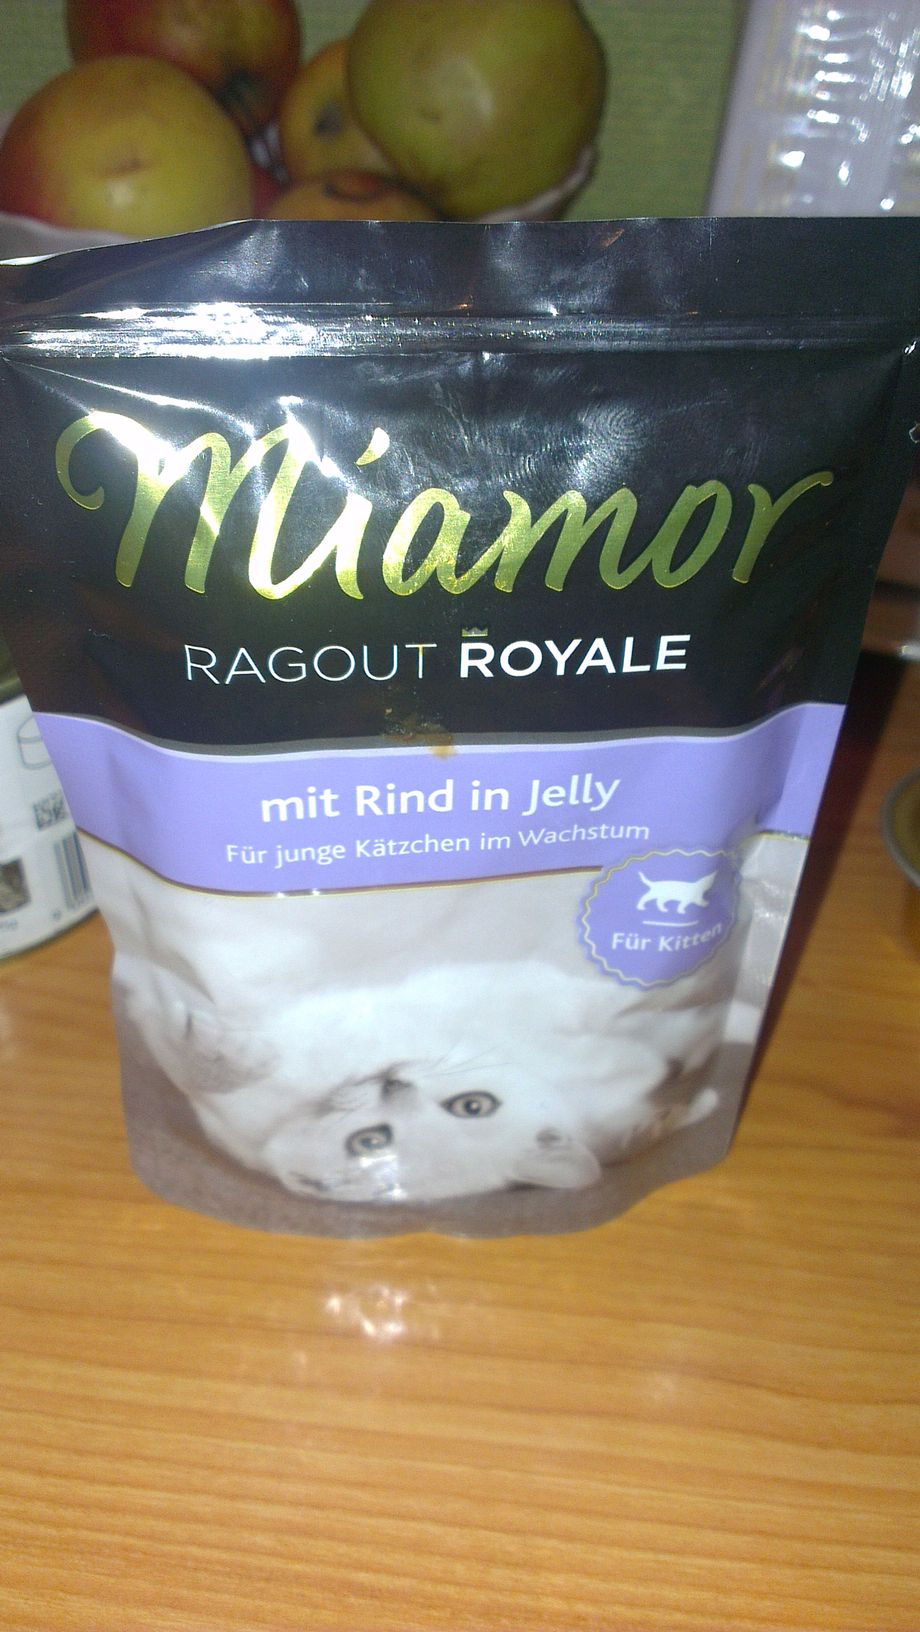 Miamor
RAGOUT ROYALE
mit Rind in Jelly
Für junge Kätzchen im Wachstum
Für Kitten